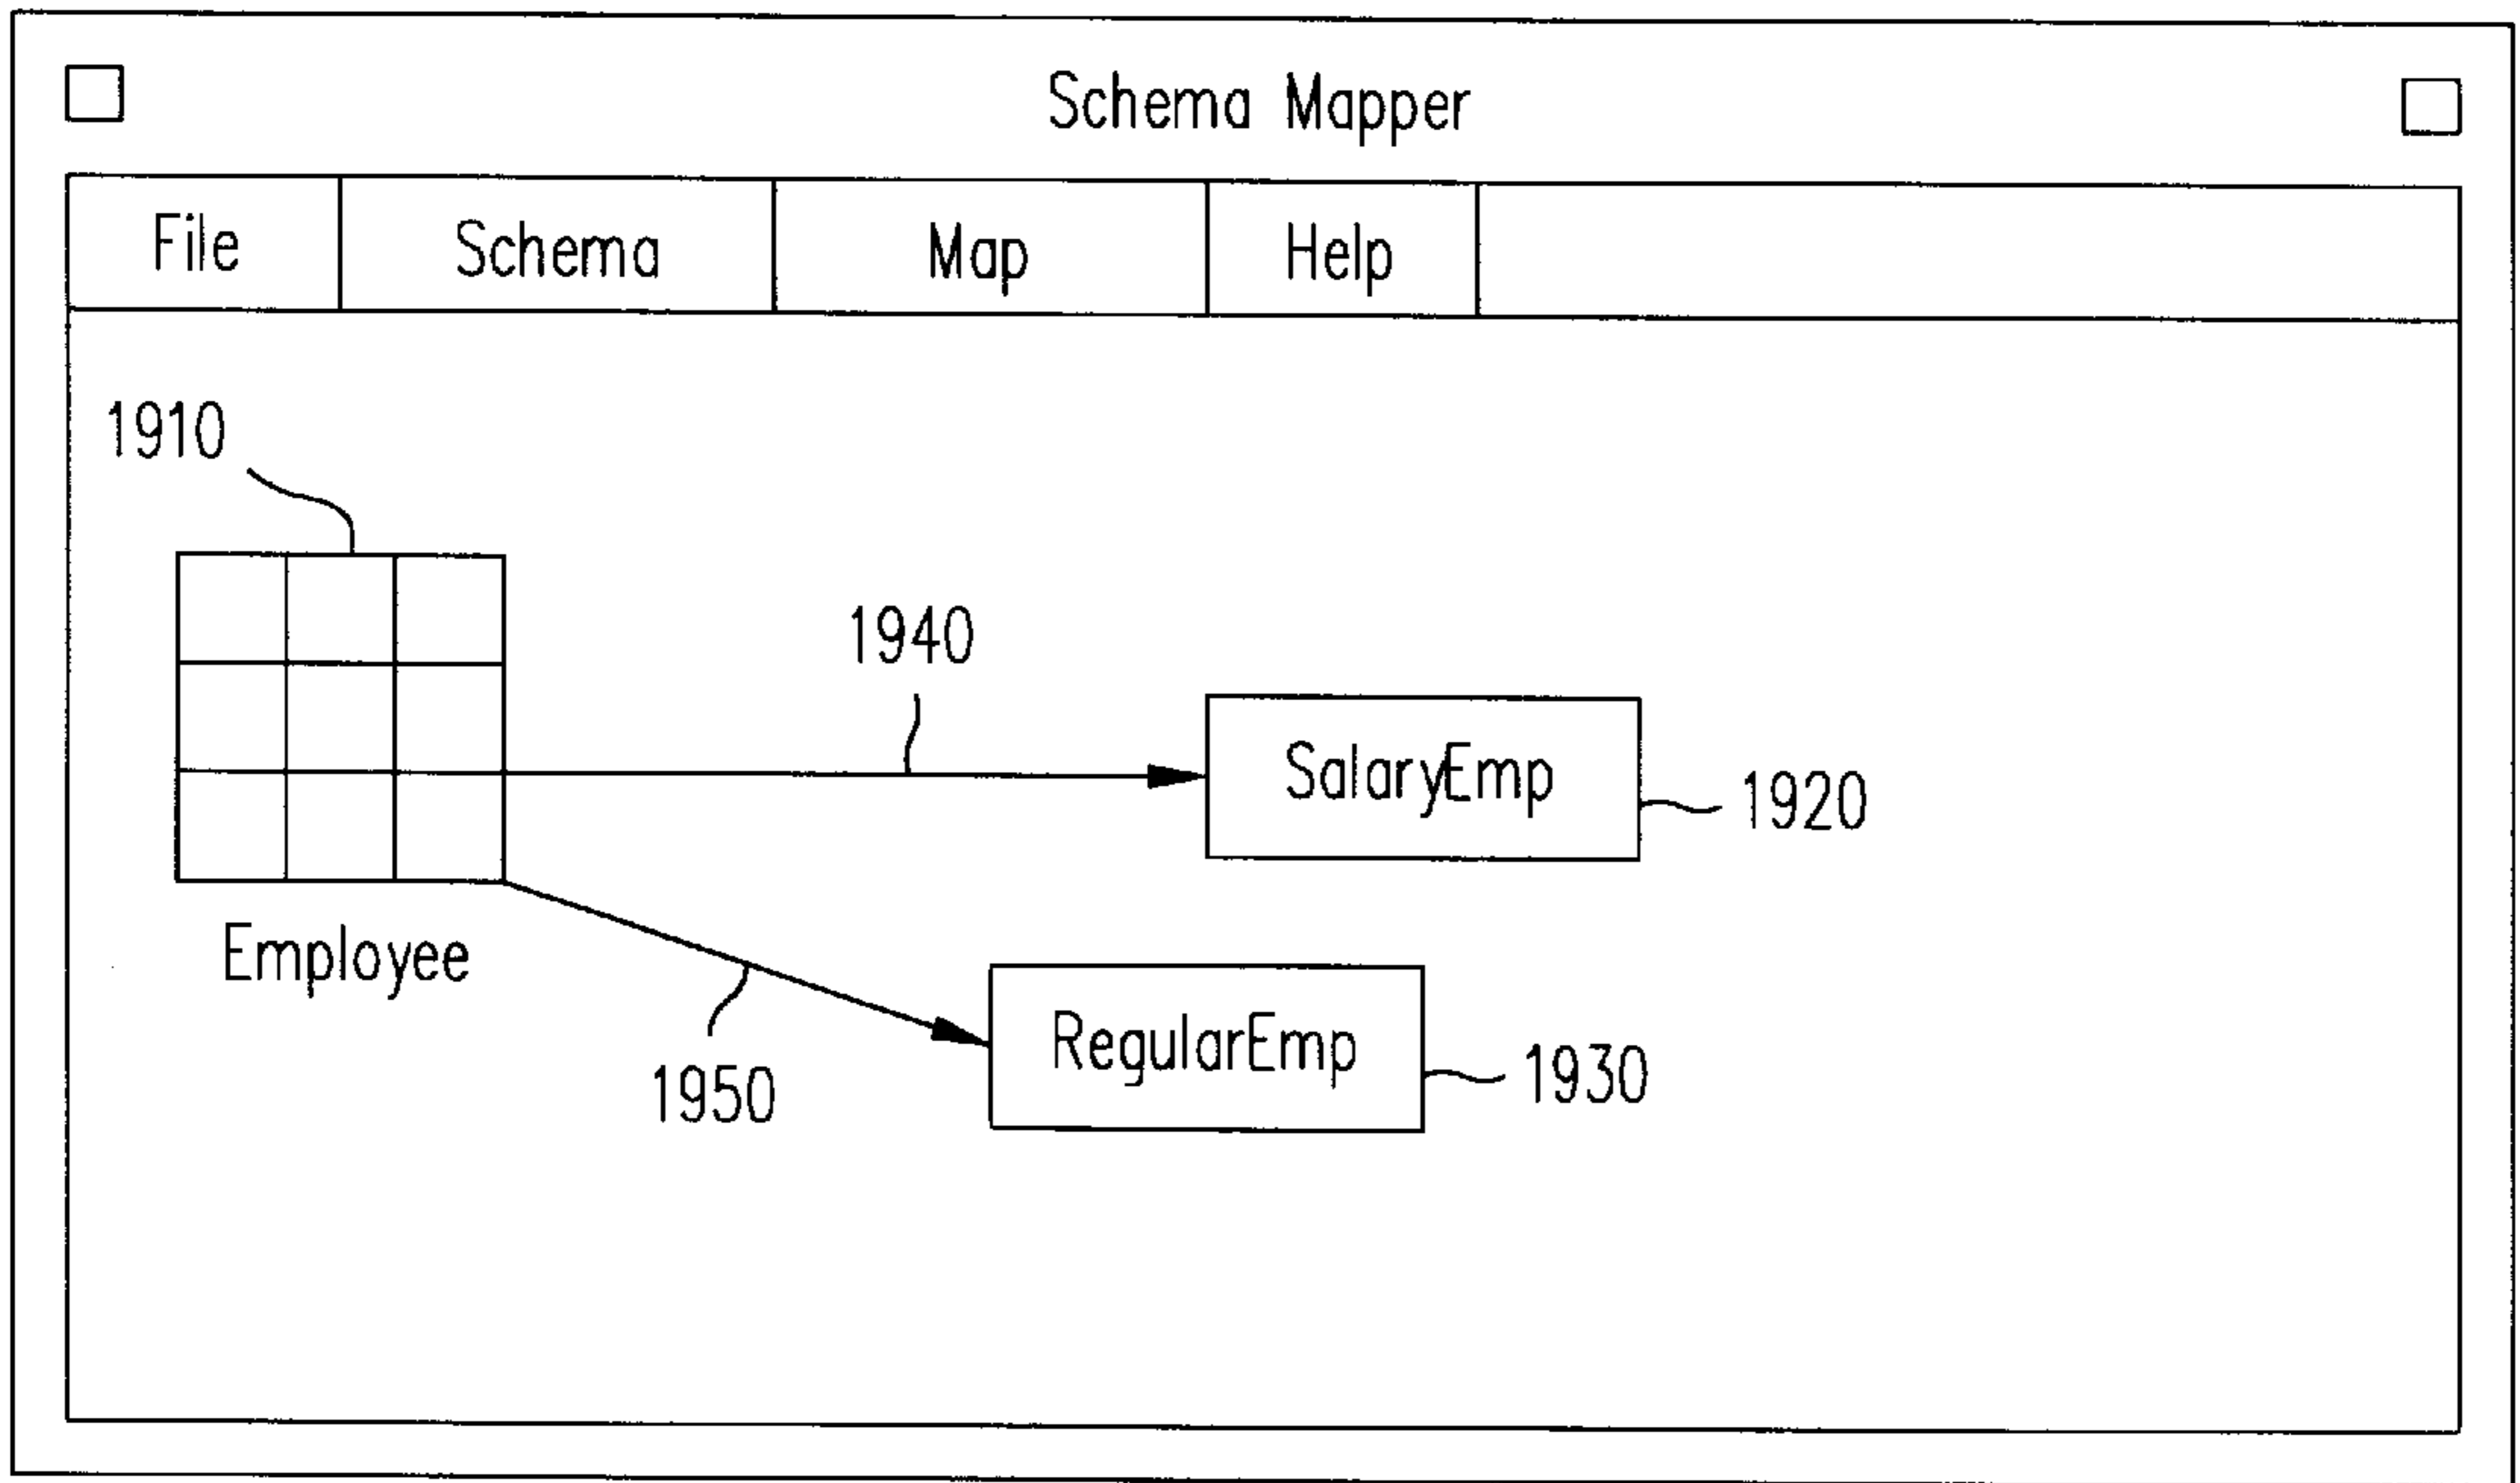 Schema Mapper
File Schema Map Help
1910
1940
SalaryEmp
1920
Employee
RegularEmp
1930
1950